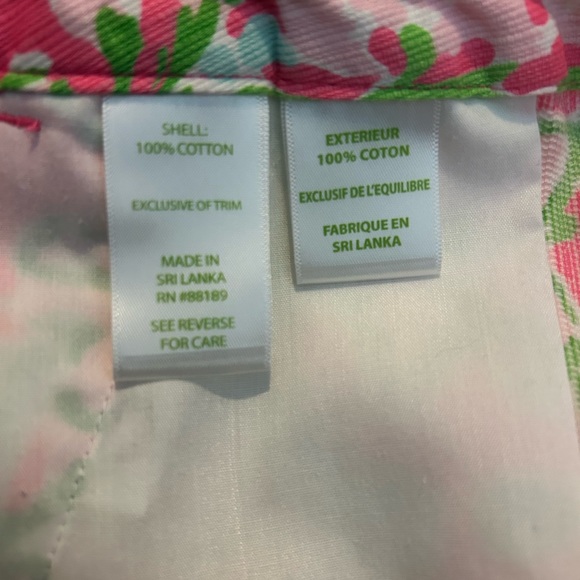 SHELL:
100% COTTON
EXCLUSIVE OF TRIM
MADE IN
SRI LANKA
RN #88189
SEE REVERSE
FOR CARE
EXTERIEUR
100% COTON
EXCLUSIF DE L'EQUILIBRE
FABRIQUE EN
SRI LANKA